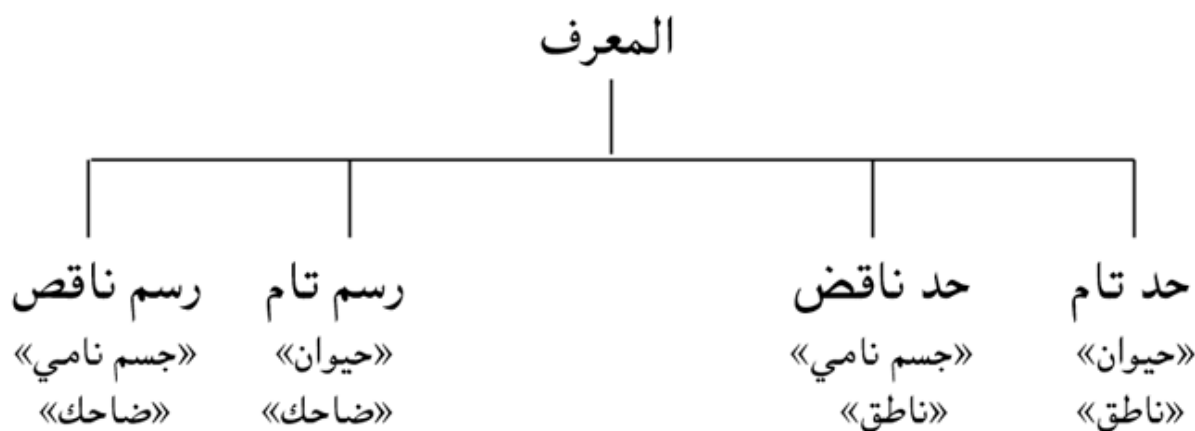 المعرف
حد تام
«حيوان»
«ناطق»
حد ناقض
«جسم نامي»
«ناطق»
رسم تام
«حيوان»
«ضاحك»
رسم ناقص
«جسم نامي»
«ضاحك»